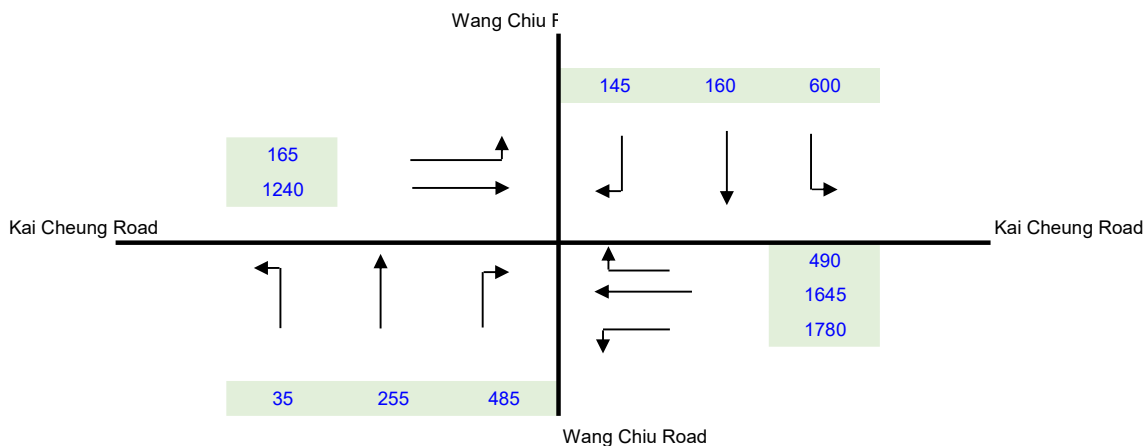 Wang Chiu F
145 160 600
165
1240
Kai Cheung Road
Kai Cheung Road
490
1645
1780
35 255 485
Wang Chiu Road